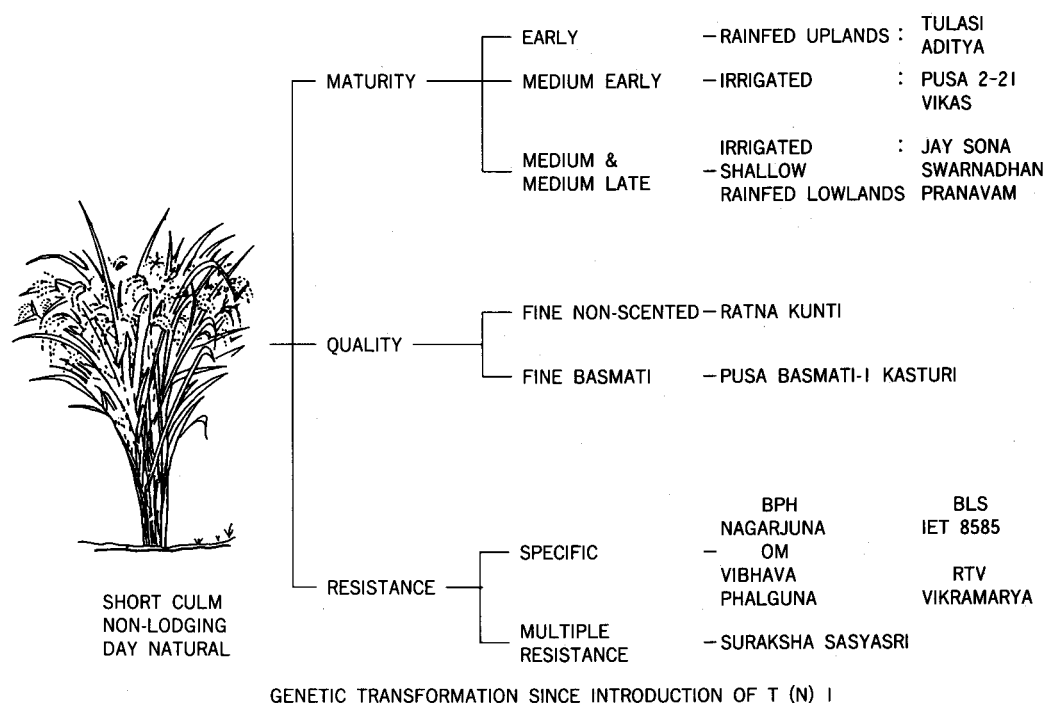 EARLY – RAINFED UPLANDS : TULASI
ADITYA
MATURITY
MEDIUM EARLY – IRRIGATED : PUSA 2-21
VIKAS
MEDIUM & MEDIUM LATE
IRRIGATED : JAY SONA
– SHALLOW SWARNADHAN
RAINFED LOWLANDS PRANAVAM
QUALITY
FINE NON-SCENTED – RATNA KUNTI
FINE BASMATI – PUSA BASMATI-I KASTURI
RESISTANCE
SPECIFIC –
BPH BLS
NAGARJUNA IET 8585
OM
VIBHAVA RTV
PHALGUNA VIKRAMARYA
MULTIPLE
RESISTANCE – SURAKSHA SASYASRI
SHORT CULM
NON-LODGING
DAY NATURAL
GENETIC TRANSFORMATION SINCE INTRODUCTION OF T (N) I